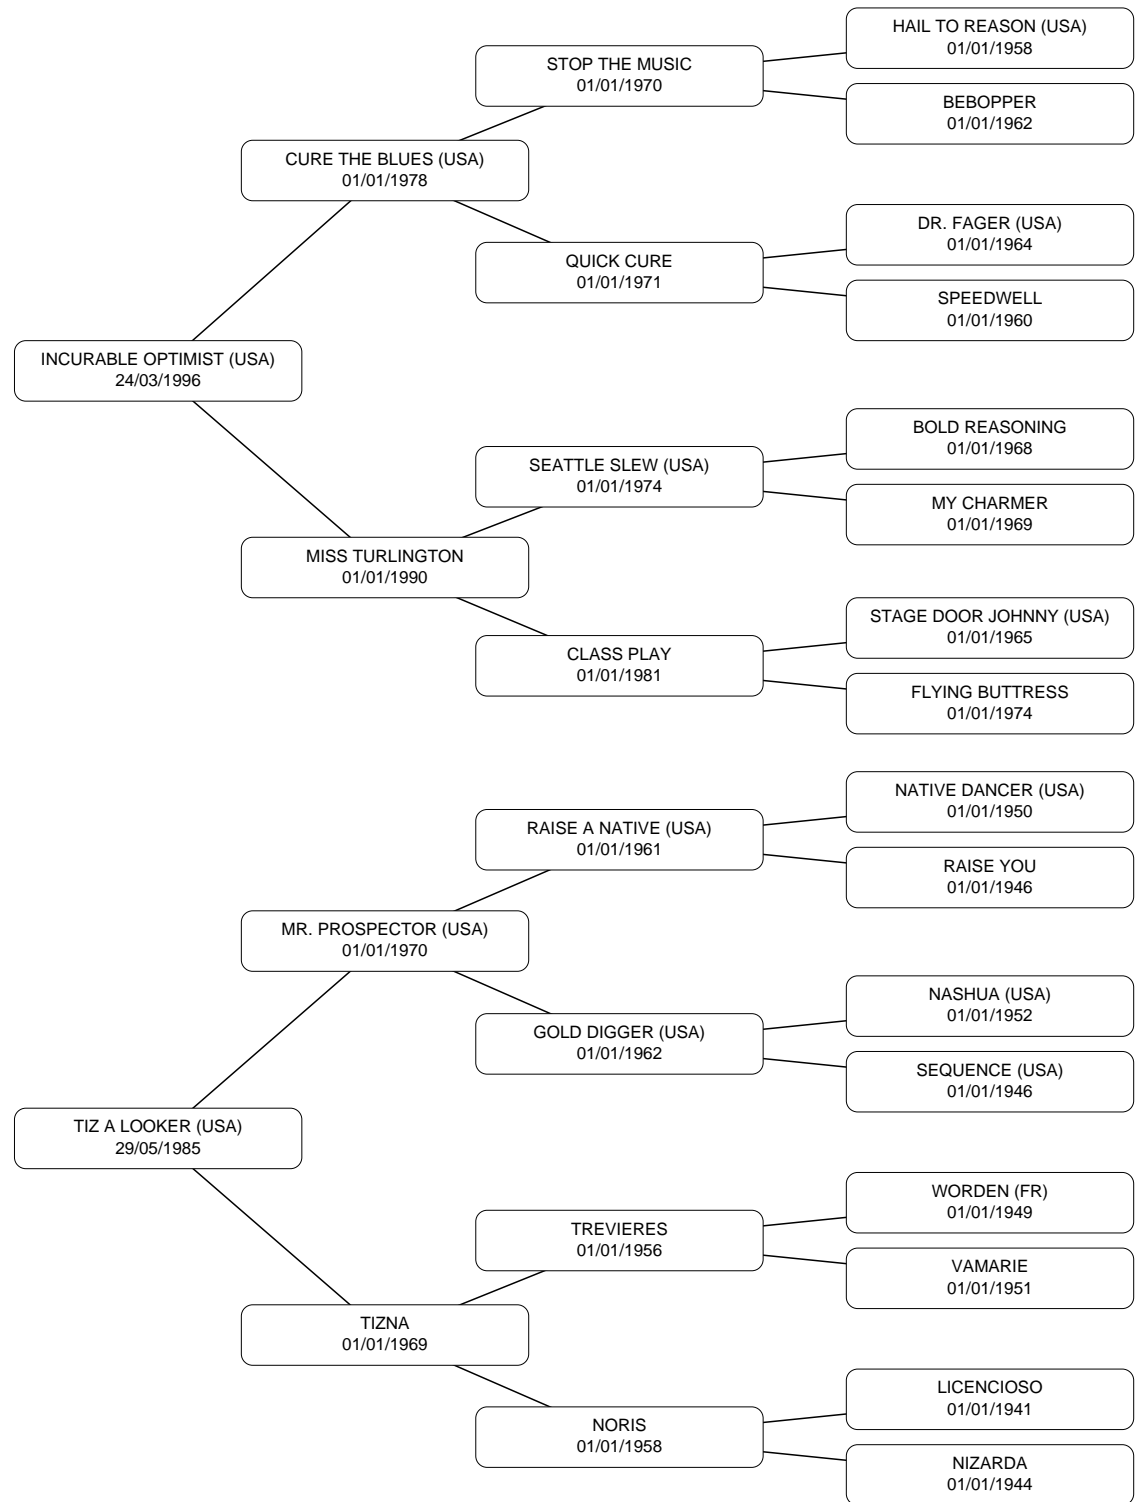 HAIL TO REASON (USA)
01/01/1958
STOP THE MUSIC
01/01/1970
BEBOPPER
01/01/1962
CURE THE BLUES (USA)
01/01/1978
DR. FAGER (USA)
01/01/1964
QUICK CURE
01/01/1971
SPEEDWELL
01/01/1960
INCURABLE OPTIMIST (USA)
24/03/1996
BOLD REASONING
01/01/1968
SEATTLE SLEW (USA)
01/01/1974
MY CHARMER
01/01/1969
MISS TURLINGTON
01/01/1990
STAGE DOOR JOHNNY (USA)
01/01/1965
CLASS PLAY
01/01/1981
FLYING BUTTRESS
01/01/1974
NATIVE DANCER (USA)
01/01/1950
RAISE A NATIVE (USA)
01/01/1961
RAISE YOU
01/01/1946
MR. PROSPECTOR (USA)
01/01/1970
NASHUA (USA)
01/01/1952
GOLD DIGGER (USA)
01/01/1962
SEQUENCE (USA)
01/01/1946
TIZ A LOOKER (USA)
29/05/1985
WORDEN (FR)
01/01/1949
TREVIERES
01/01/1956
VAMARIE
01/01/1951
TIZNA
01/01/1969
LICENCIOSO
01/01/1941
NORIS
01/01/1958
NIZARDA
01/01/1944